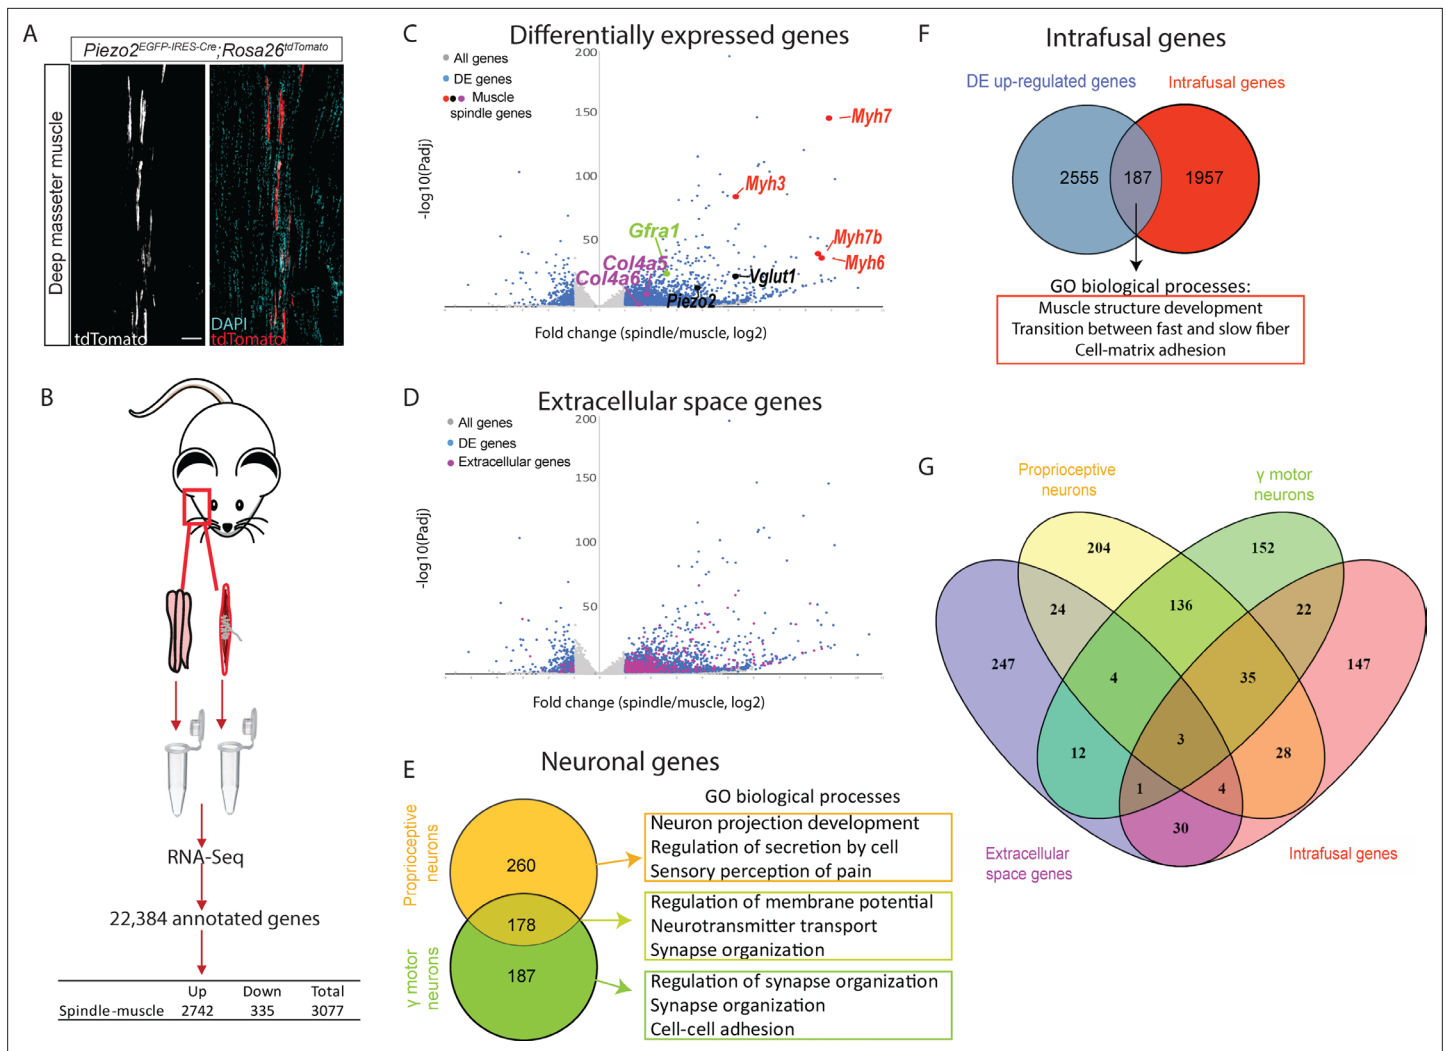 A
Piezo2EGFP-IRES-Cre;Rosa26tdTomato
Deep masseter muscle
tdTomato
DAPI
tdTomato
B
RNA-Seq
22,384 annotated genes
Up Down Total
Spindle-muscle 2742 335 3077
C
Differentially expressed genes
All genes
DE genes
Muscle
spindle genes
-log10(Padj)
200
150
100
50
Myh7
Myh3
Gfra1
Myh7b
Myh6
Col4a5
Col4a6
Vglut1
Piezo2
Fold change (spindle/muscle, log2)
D
Extracellular space genes
All genes
DE genes
Extracellular genes
-log10(Padj)
200
150
100
50
Fold change (spindle/muscle, log2)
E
Neuronal genes
Proprioceptive
neurons
γ motor
neurons
260
178
187
GO biological processes
Neuron projection development
Regulation of secretion by cell
Sensory perception of pain
Regulation of membrane potential
Neurotransmitter transport
Synapse organization
Regulation of synapse organization
Synapse organization
Cell-cell adhesion
F
Intrafusal genes
DE up-regulated genes
Intrafusal genes
2555
187
1957
GO biological processes:
Muscle structure development
Transition between fast and slow fiber
Cell-matrix adhesion
G
Proprioceptive
neurons
γ motor
neurons
204
152
24
136
22
247
4
35
147
12
3
28
1
4
30
Extracellular
space genes
Intrafusal genes